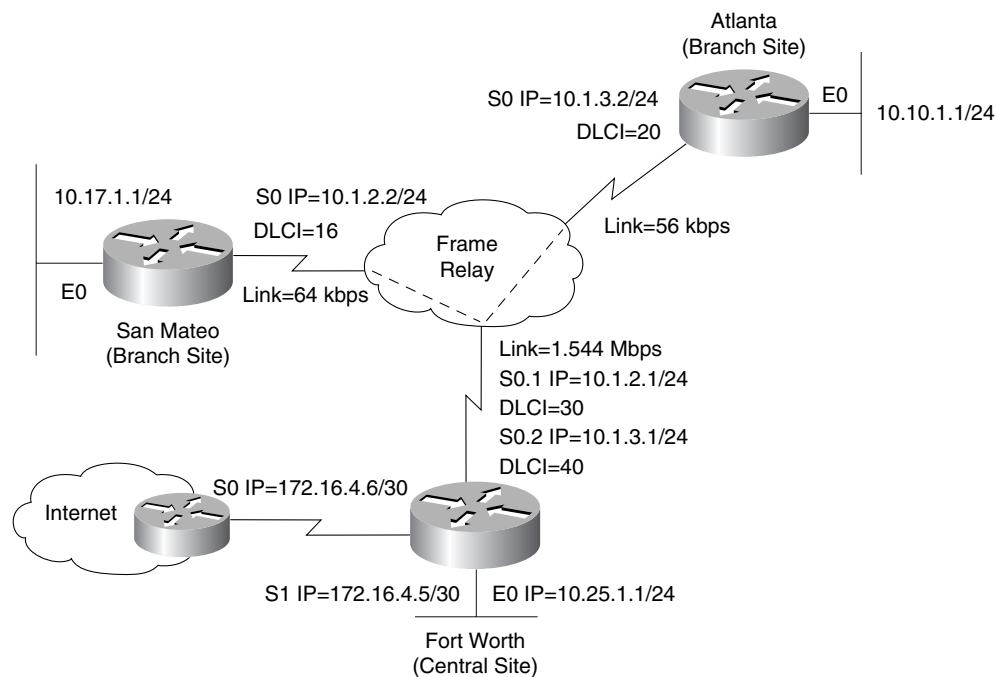 Atlanta
(Branch Site)
S0 IP=10.1.3.2/24
DLCI=20
E0
10.10.1.1/24
Link=56 kbps
10.17.1.1/24
S0 IP=10.1.2.2/24
DLCI=16
Link=64 kbps
E0
San Mateo
(Branch Site)
Frame
Relay
Link=1.544 Mbps
S0.1 IP=10.1.2.1/24
DLCI=30
S0.2 IP=10.1.3.1/24
DLCI=40
Internet
S0 IP=172.16.4.6/30
S1 IP=172.16.4.5/30
E0 IP=10.25.1.1/24
Fort Worth
(Central Site)